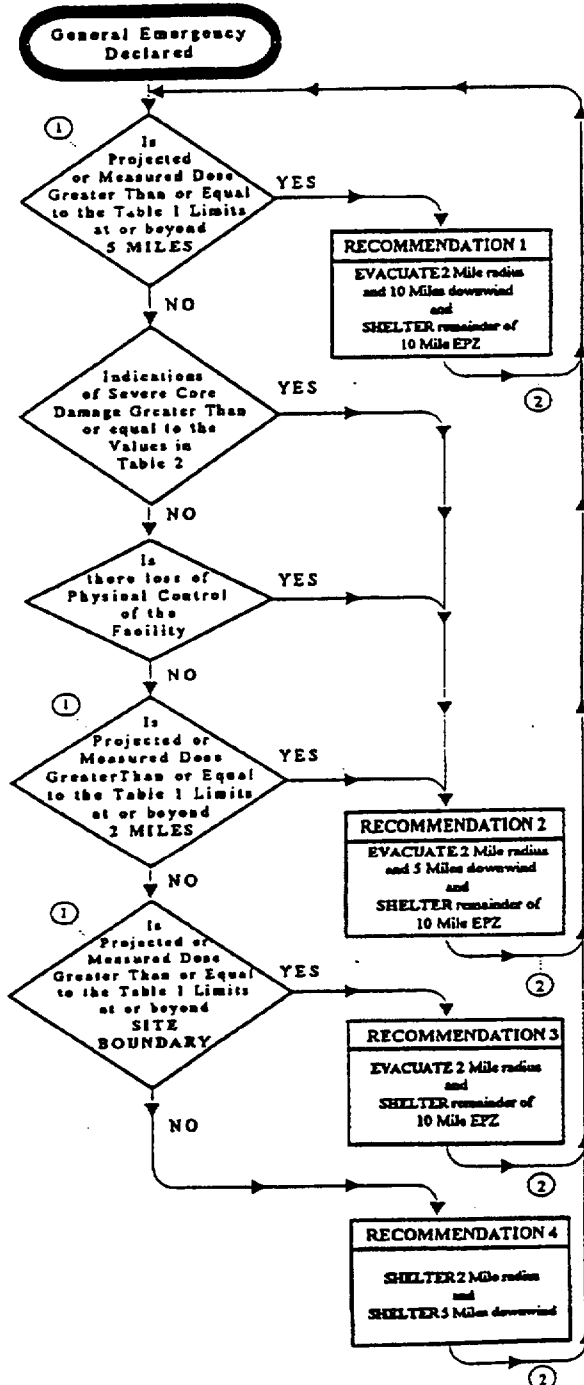 General Emergency
Declared
①
Is
Projected
or Measured Dose
Greater Than or Equal
to the Table 1 Limits
at or beyond
5 MILES
YES
RECOMMENDATION 1
EVACUATE 2 Mile radius
and 10 Miles downwind
and
SHELTER remainder of
10 Mile EPZ
②
NO
Indications
of Severe Core
Damage Greater Than
or equal to the
Values in
Table 2
YES
NO
Is
there loss of
Physical Control
of the
Facility
YES
NO
①
Is
Projected or
Measured Dose
GreaterThan or Equal
to the Table 1 Limits
at or beyond
2 MILES
YES
RECOMMENDATION 2
EVACUATE 2 Mile radius
and 5 Miles downwind
and
SHELTER remainder of
10 Mile EPZ
②
NO
①
Is
Projected or
Measured Dose
Greater Than or Equal
to the Table 1 Limits
at or beyond
SITE
BOUNDARY
YES
RECOMMENDATION 3
EVACUATE 2 Mile radius
and
SHELTER remainder of
10 Mile EPZ
②
NO
RECOMMENDATION 4
SHELTER 2 Mile radius
and
SHELTER 5 Miles downwind
②